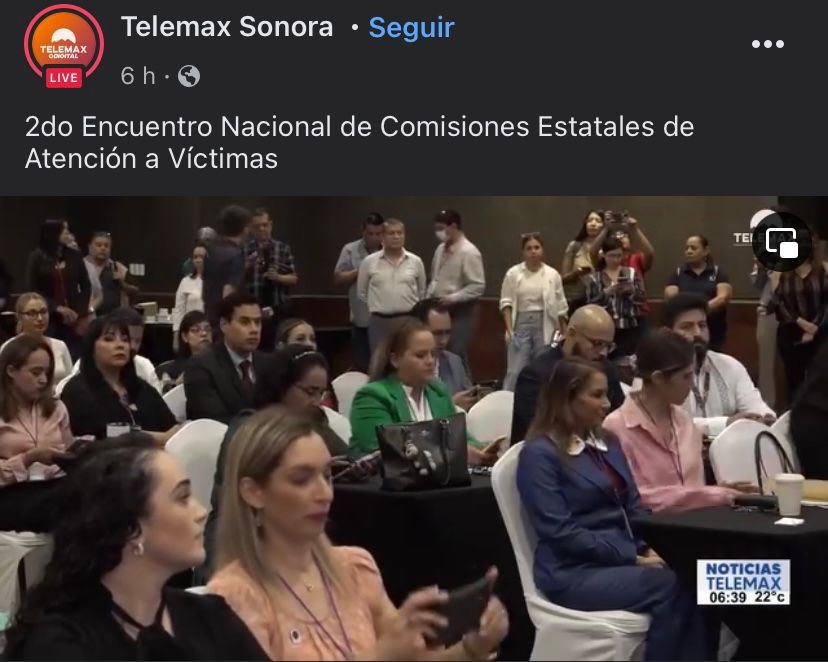 TELEMAX
DIGITAL
LIVE
Telemax Sonora · Seguir
6 h ·
2do Encuentro Nacional de Comisiones Estatales de
Atención a Víctimas
NOTICIAS
TELEMAX
06:39 22°c